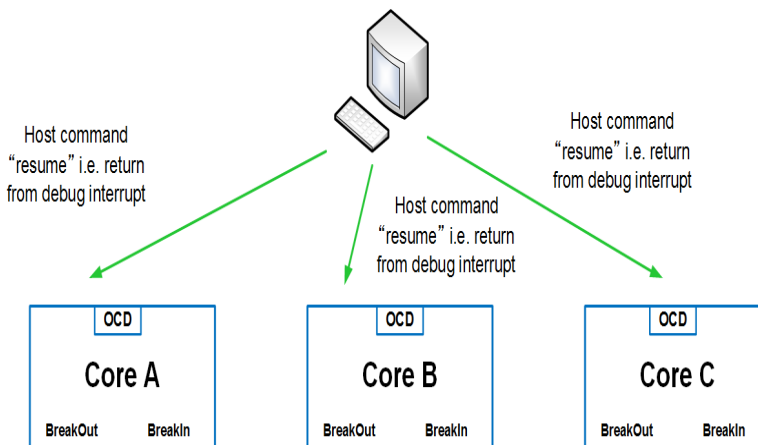 Host command
“resume” i.e. return
from debug interrupt
Host command
“resume” i.e. return
from debug interrupt
Host command
“resume” i.e. return
from debug interrupt
OCD
Core A
BreakOut BreakIn
OCD
Core B
BreakOut BreakIn
OCD
Core C
BreakOut BreakIn